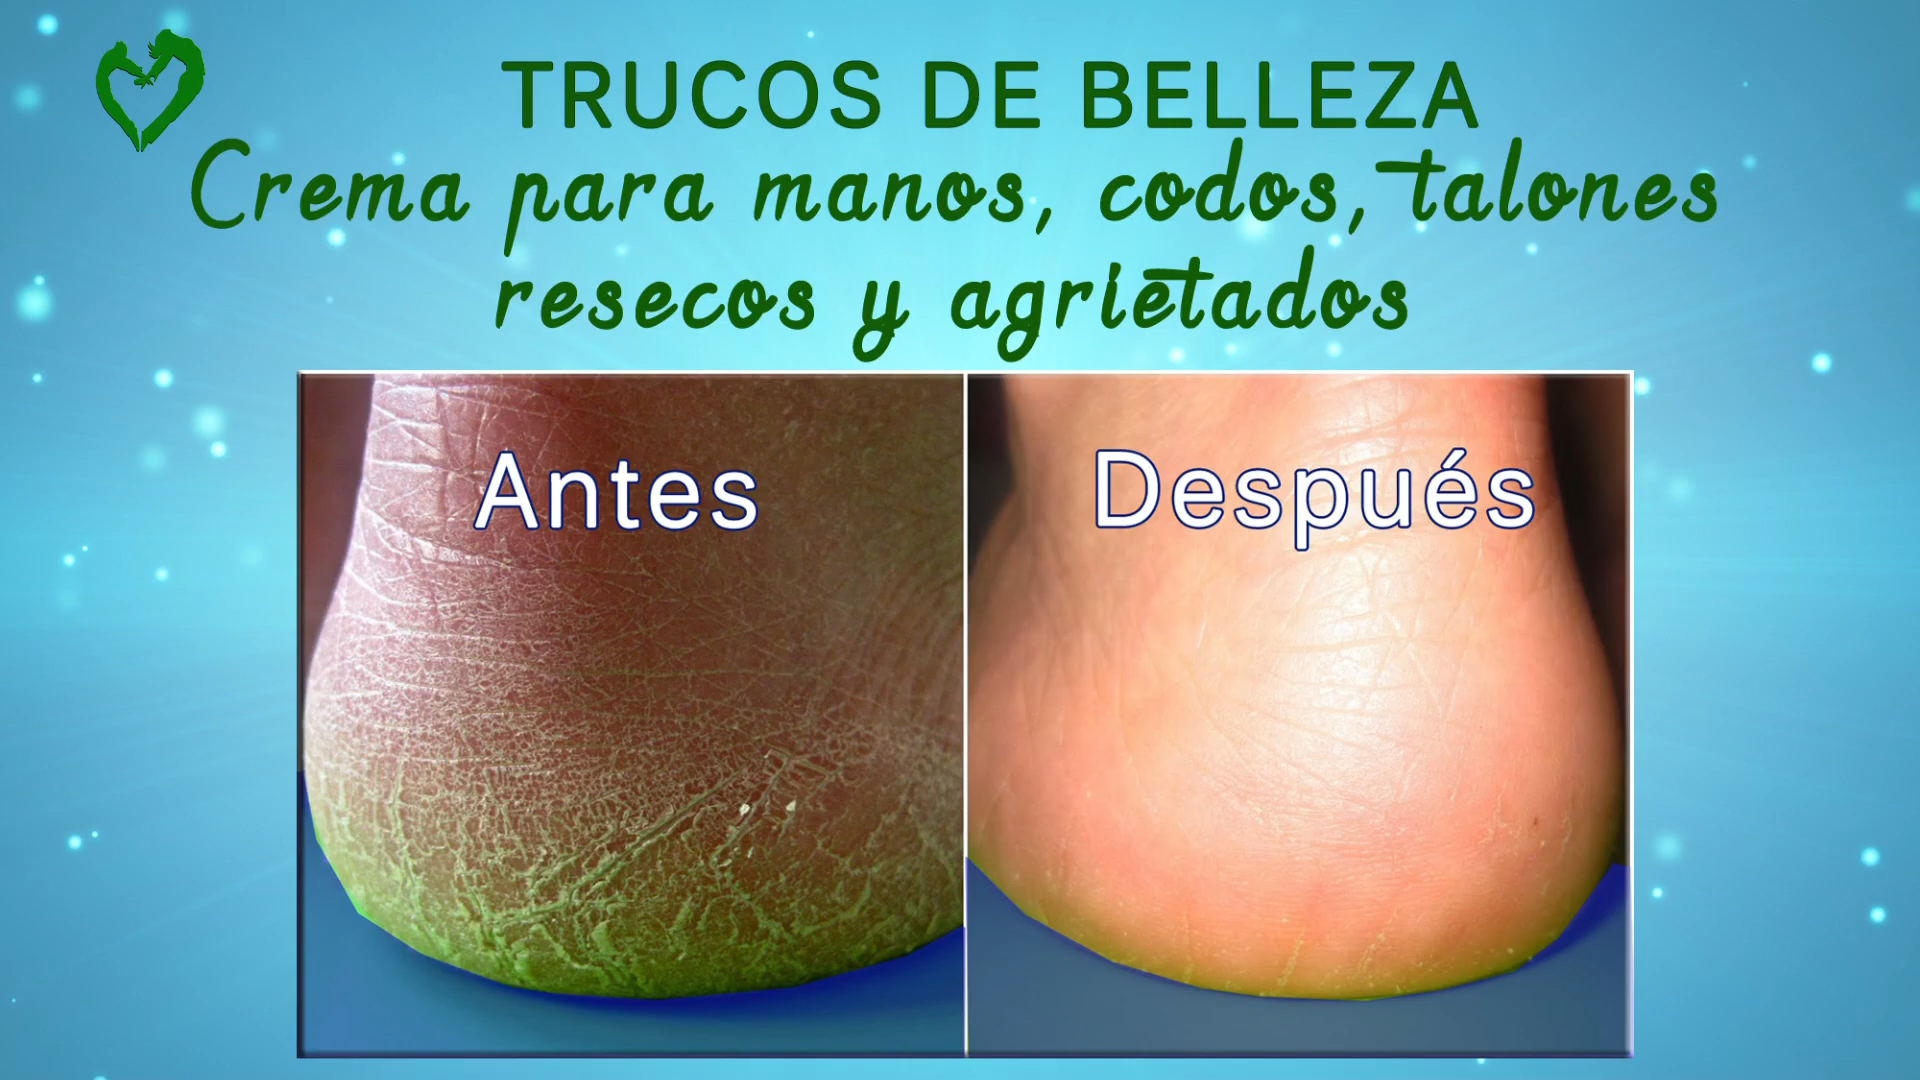 TRUCOS DE BELLEZA
Crema para manos, codos, talones
resecos y agrietados
Antes
Después